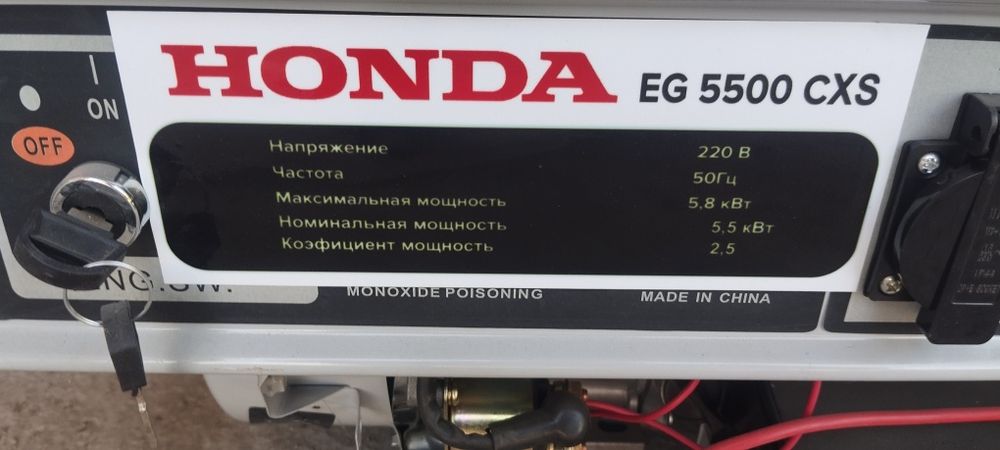 HONDA EG 5500 CXS
ON
OFF
Напряжение 220 В
Частота 50Гц
Максимальная мощность 5,8 кВт
Номинальная мощность 5,5 кВт
Коэфициент мощность 2,5
MONOXIDE POISONING MADE IN CHINA